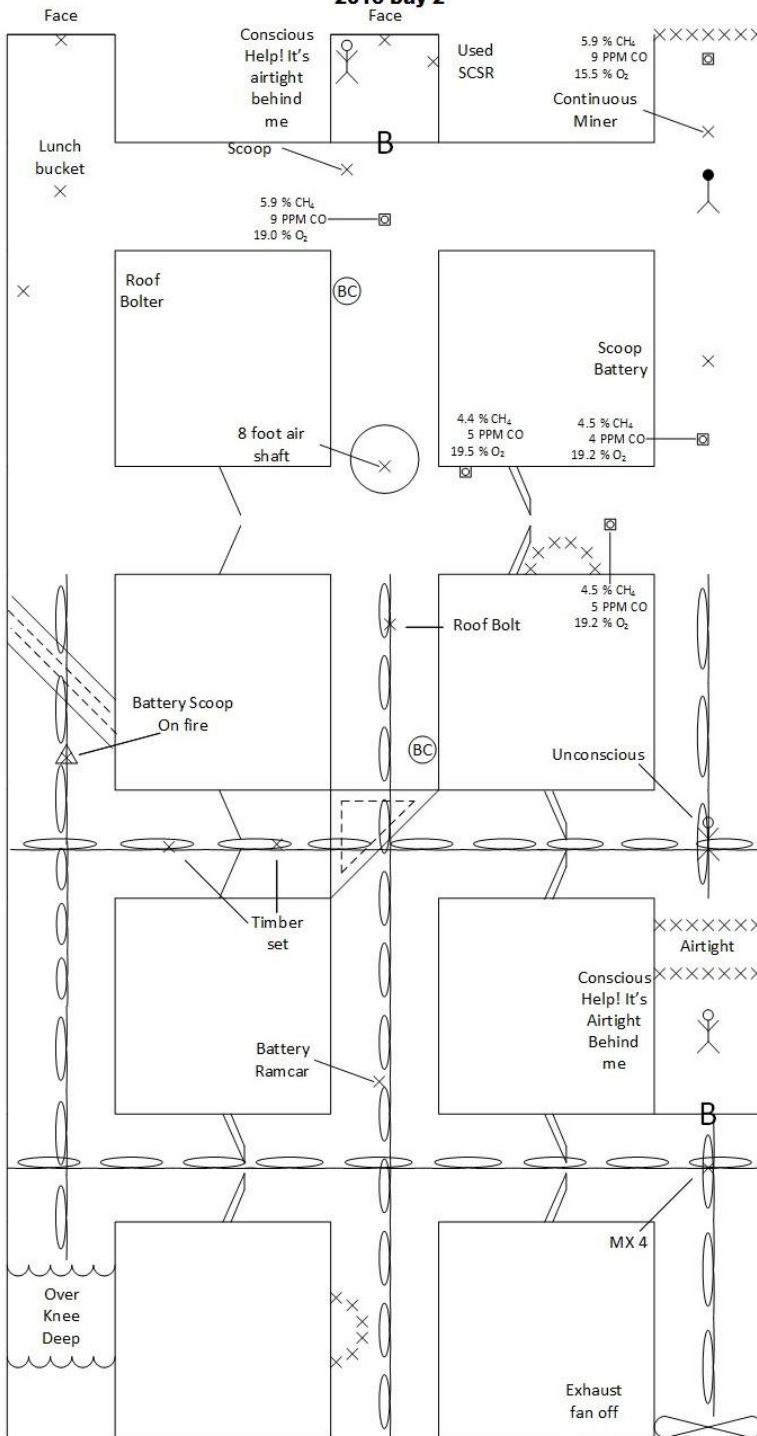 2016 Day 2
Face
Face
Conscious
Help! It's
airtight
behind
me
Used
SCSR
5.9 % CH₄
9 PPM CO
15.5 % O₂
Continuous
Miner
Lunch
bucket
Scoop
B
5.9 % CH₄
9 PPM CO
19.0 % O₂
Roof
Bolter
BC
Scoop
Battery
8 foot air
shaft
4.4 % CH₄
5 PPM CO
19.5 % O₂
4.5 % CH₄
4 PPM CO
19.2 % O₂
4.5 % CH₄
5 PPM CO
19.2 % O₂
Roof Bolt
Battery Scoop
On fire
BC
Unconscious
Timber
set
Airtight
Conscious
Help! It's
Airtight
Behind
me
Battery
Ramcar
B
MX 4
Over
Knee
Deep
Exhaust
fan off